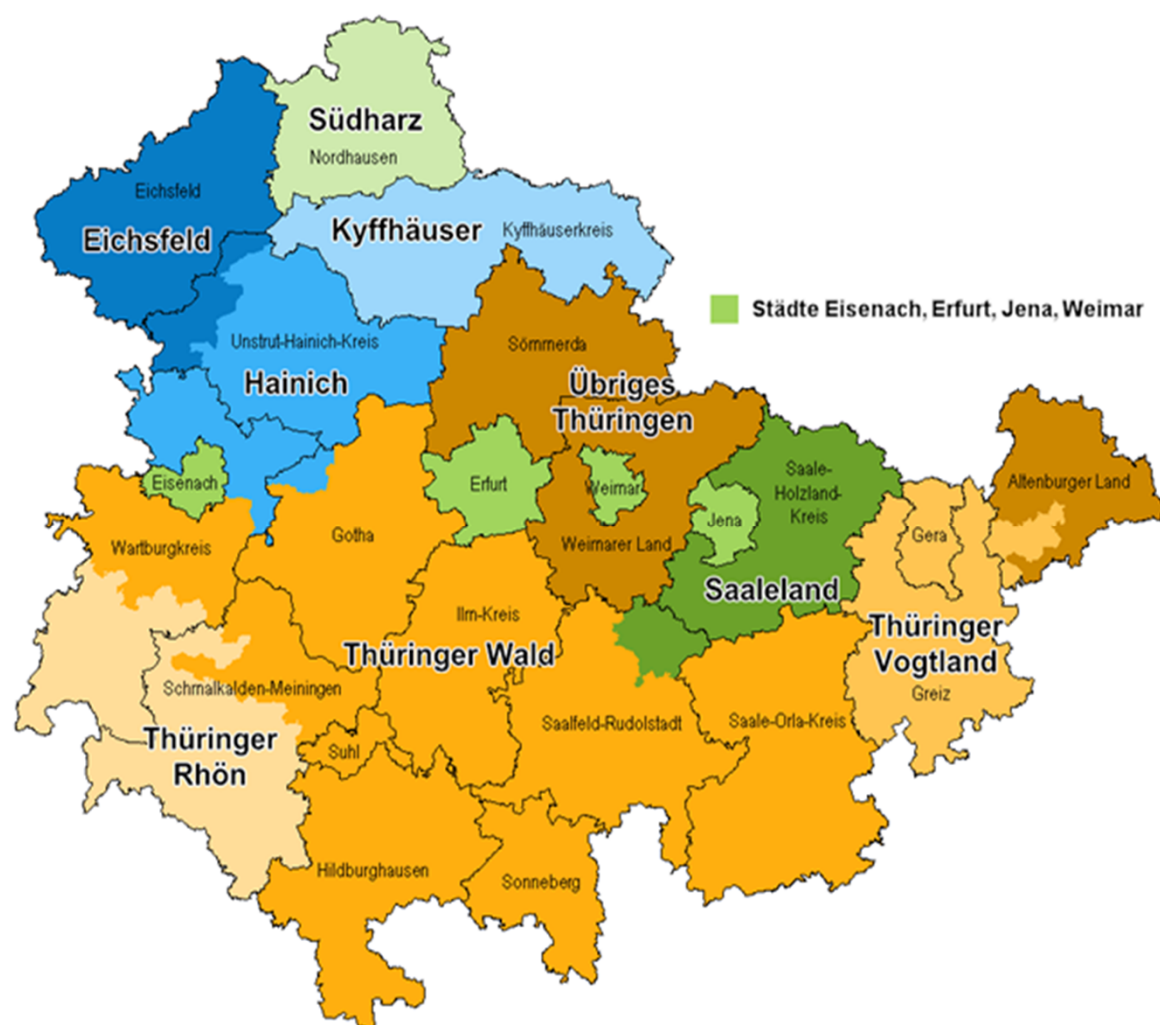 Südharz
Nordhausen
Eichsfeld
Eichsfeld
Kyffhäuser
Kyffhäuserkreis
Städte Eisenach, Erfurt, Jena, Weimar
Unstrut-Hainich-Kreis
Hainich
Sömmerda
Übriges
Thüringen
Eisenach
Erfurt
Weimar
Saale-
Holzland-
Kreis
Altenburger Land
Jena
Gera
Wartburgkreis
Gotha
Weimarer Land
Saaleland
Ilm-Kreis
Thüringer Wald
Thüringer
Vogtland
Greiz
Schmalkalden-Meiningen
Saalfeld-Rudolstadt
Saale-Orla-Kreis
Thüringer
Rhön
Suhl
Hildburghausen
Sonneberg